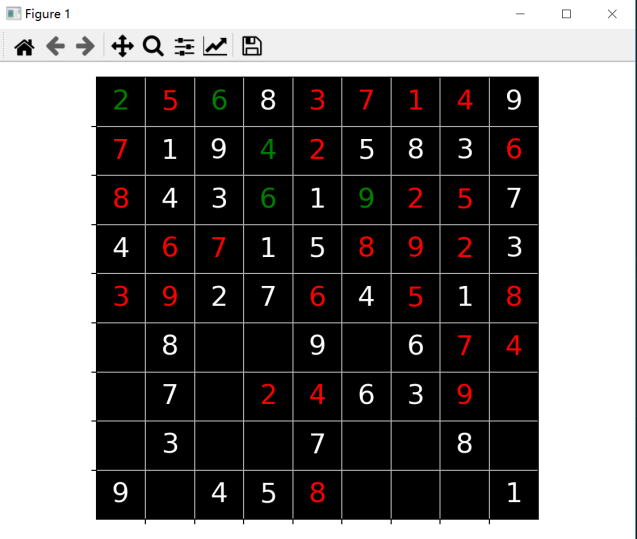 Figure 1
2 5 6 8 3 7 1 4 9
7 1 9 4 2 5 8 3 6
8 4 3 6 1 9 2 5 7
4 6 7 1 5 8 9 2 3
3 9 2 7 6 4 5 1 8
8 9 6 7 4
7 2 4 6 3 9
3 7 8
9 4 5 8 1